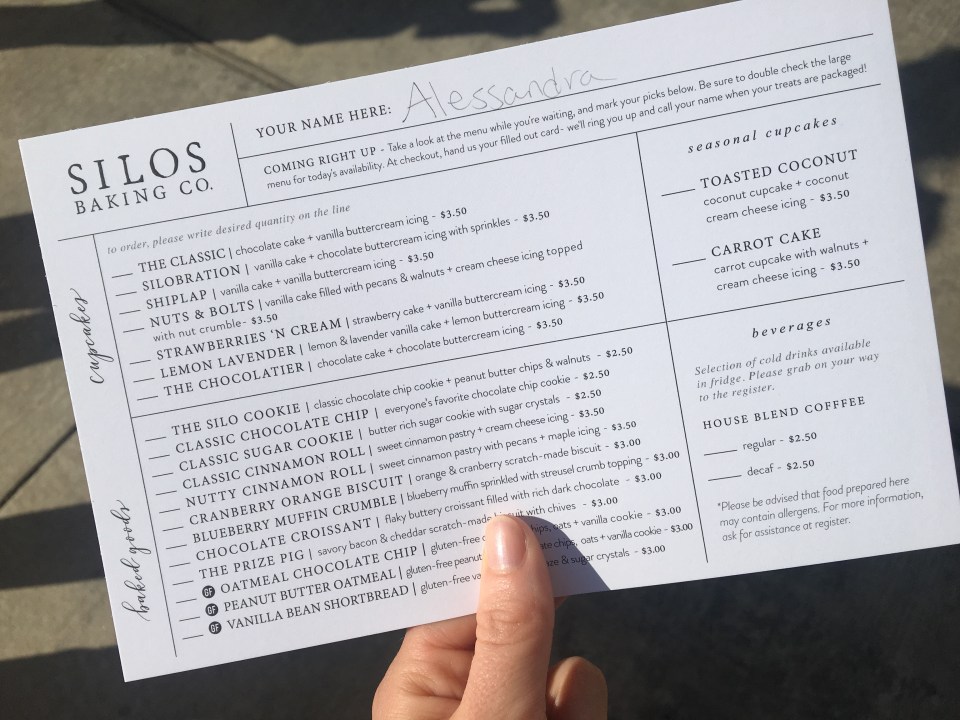 SILOS
BAKING CO.
YOUR NAME HERE: Alessandra
COMING RIGHT UP - Take a look at the menu while you're waiting, and mark your picks below. Be sure to double check the large
menu for today's availability. At checkout, hand us your filled out card- we'll ring you up and call your name when your treats are packaged!
to order, please write desired quantity on the line
cupcakes
THE CLASSIC | chocolate cake + vanilla buttercream icing - $3.50
SILOBRATION | vanilla cake + chocolate buttercream icing with sprinkles - $3.50
SHIPLAP | vanilla cake + vanilla buttercream icing - $3.50
NUTS & BOLTS | vanilla cake filled with pecans & walnuts + cream cheese icing topped
with nut crumble- $3.50
STRAWBERRIES 'N CREAM | strawberry cake + vanilla buttercream icing - $3.50
LEMON LAVENDER | lemon & lavender vanilla cake + lemon buttercream icing - $3.50
THE CHOCOLATIER | chocolate cake + chocolate buttercream icing - $3.50
baked goods
THE SILO COOKIE | classic chocolate chip cookie + peanut butter chips & walnuts - $2.50
CLASSIC CHOCOLATE CHIP | everyone's favorite chocolate chip cookie - $2.50
CLASSIC SUGAR COOKIE | butter rich sugar cookie with sugar crystals - $2.50
CLASSIC CINNAMON ROLL | sweet cinnamon pastry + cream cheese icing - $3.50
NUTTY CINNAMON ROLL | sweet cinnamon pastry with pecans + maple icing - $3.50
CRANBERRY ORANGE BISCUIT | orange & cranberry scratch-made biscuit - $3.00
BLUEBERRY MUFFIN CRUMBLE | blueberry muffin sprinkled with streusel crumb topping - $3.00
CHOCOLATE CROISSANT | flaky buttery croissant filled with rich dark chocolate - $3.00
THE PRIZE PIG | savory bacon & cheddar scratch-made biscuit with chives - $3.00
GF OATMEAL CHOCOLATE CHIP | gluten-free chips, oats + vanilla cookie - $3.00
GF PEANUT BUTTER OATMEAL | gluten-free peanut chips, oats + vanilla cookie - $3.00
GF VANILLA BEAN SHORTBREAD | gluten-free & sugar crystals - $3.00
seasonal cupcakes
TOASTED COCONUT
coconut cupcake + coconut
cream cheese icing - $3.50
CARROT CAKE
carrot cupcake with walnuts +
cream cheese icing - $3.50
beverages
Selection of cold drinks available
in fridge. Please grab on your way
to the register.
HOUSE BLEND COFFFEE
regular - $2.50
decaf - $2.50
*Please be advised that food prepared here
may contain allergens. For more information,
ask for assistance at register.